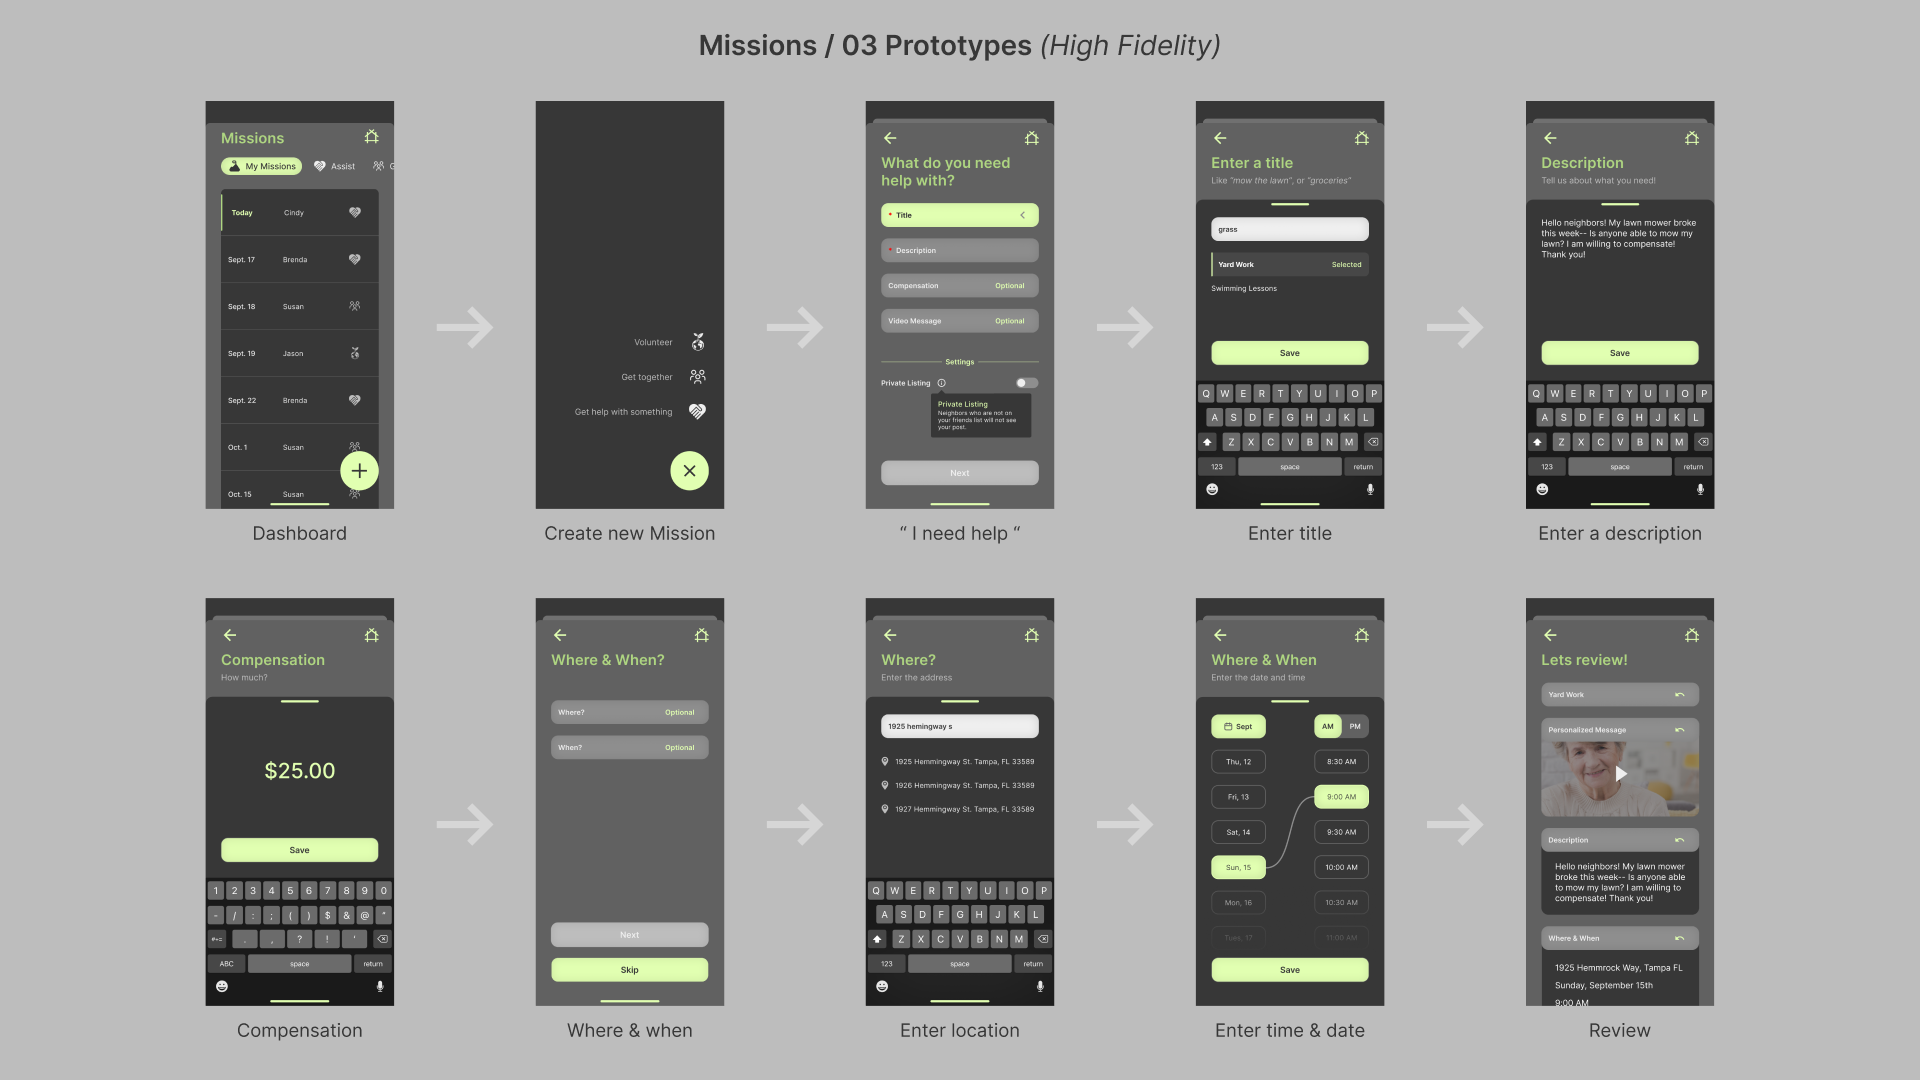 Missions / 03 Prototypes (High Fidelity)
Missions
My Missions Assist G
Today Cindy
Sept. 17 Brenda
Sept. 18 Susan
Sept. 19 Jason
Sept. 22 Brenda
Oct. 1 Susan
Oct. 15 Susan
Dashboard
Volunteer
Get together
Get help with something
Create new Mission
What do you need
help with?
* Title
* Description
Compensation Optional
Video Message Optional
Settings
Private Listing
Private Listing
Neighbors who are not on
your friends list will not see
your post.
Next
“ I need help “
Enter a title
Like "mow the lawn", or "groceries"
grass
Yard Work Selected
Swimming Lessons
Save
Q W E R T Y U I O P
A S D F G H J K L
Z X C V B N M
123 space return
Enter title
Description
Tell us about what you need!
Hello neighbors! My lawn mower broke
this week-- Is anyone able to mow my
lawn? I am willing to compensate!
Thank you!
Save
Q W E R T Y U I O P
A S D F G H J K L
Z X C V B N M
123 space return
Enter a description
Compensation
How much?
$25.00
Save
1 2 3 4 5 6 7 8 9 0
- / : ; ( ) $ & @ "
#+= . , ? ! '
ABC space return
Compensation
Where & When?
Where? Optional
When? Optional
Next
Skip
Where & when
Where?
Enter the address
1925 hemingway s
1925 Hemmingway St. Tampa, FL 33589
1926 Hemmingway St. Tampa, FL 33589
1927 Hemmingway St. Tampa, FL 33589
Q W E R T Y U I O P
A S D F G H J K L
Z X C V B N M
123 space return
Enter location
Where & When
Enter the date and time
Sept AM PM
Thu, 12 8:30 AM
Fri, 13 9:00 AM
Sat, 14 9:30 AM
Sun, 15 10:00 AM
Mon, 16 10:30 AM
Tues, 17 11:00 AM
Save
Enter time & date
Lets review!
Yard Work
Personalized Message
Description
Hello neighbors! My lawn mower
broke this week-- Is anyone able
to mow my lawn? I am willing to
compensate! Thank you!
Where & When
1925 Hemmrock Way, Tampa FL
Sunday, September 15th
9:00 AM
Review